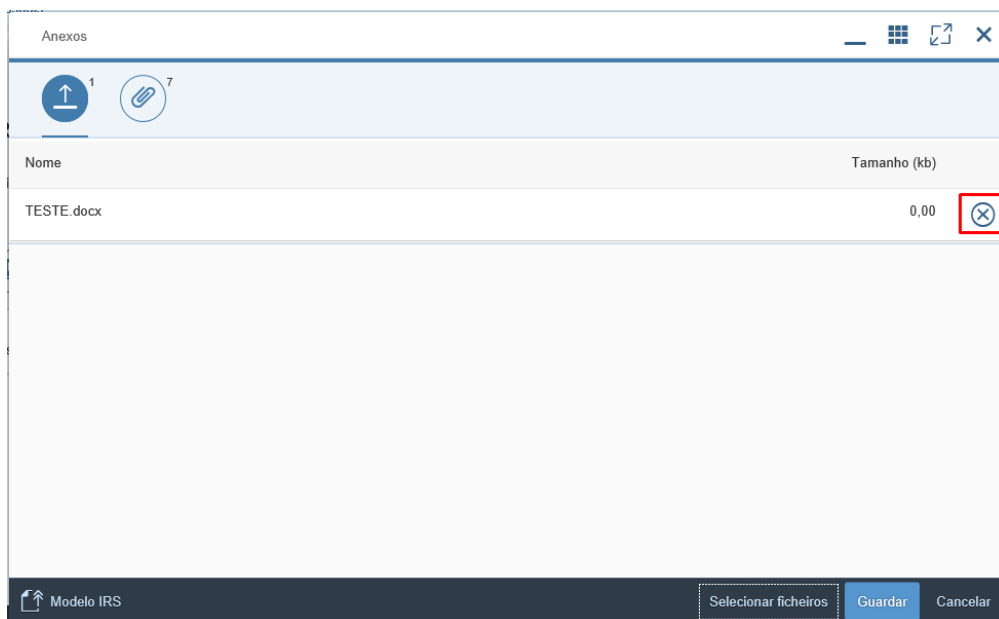 Anexos
1
7
Nome Tamanho (kb)
TESTE.docx 0,00
Modelo IRS Selecionar ficheiros Guardar Cancelar